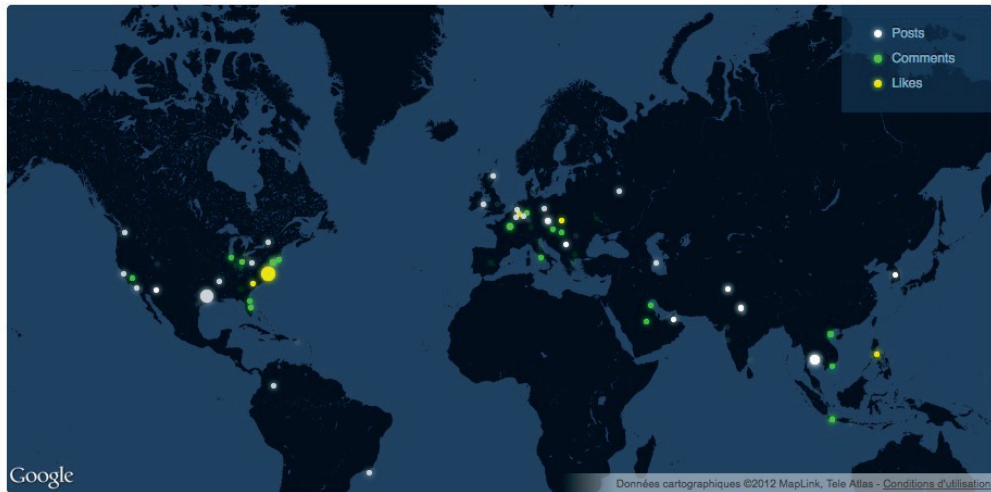 Posts
Comments
Likes
Google
Données cartographiques ©2012 MapLink, Tele Atlas - Conditions d'utilisation